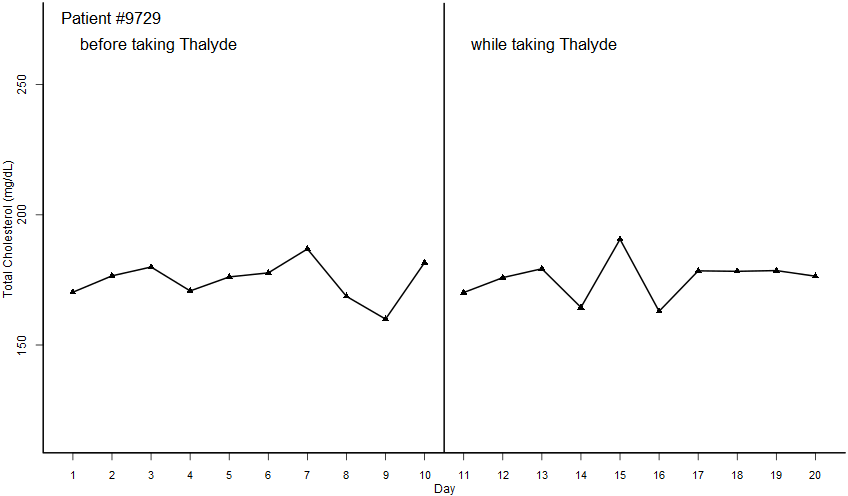 Patient #9729
before taking Thalyde
while taking Thalyde
250
200
150
Total Cholesterol (mg/dL)
1 2 3 4 5 6 7 8 9 10 11 12 13 14 15 16 17 18 19 20
Day